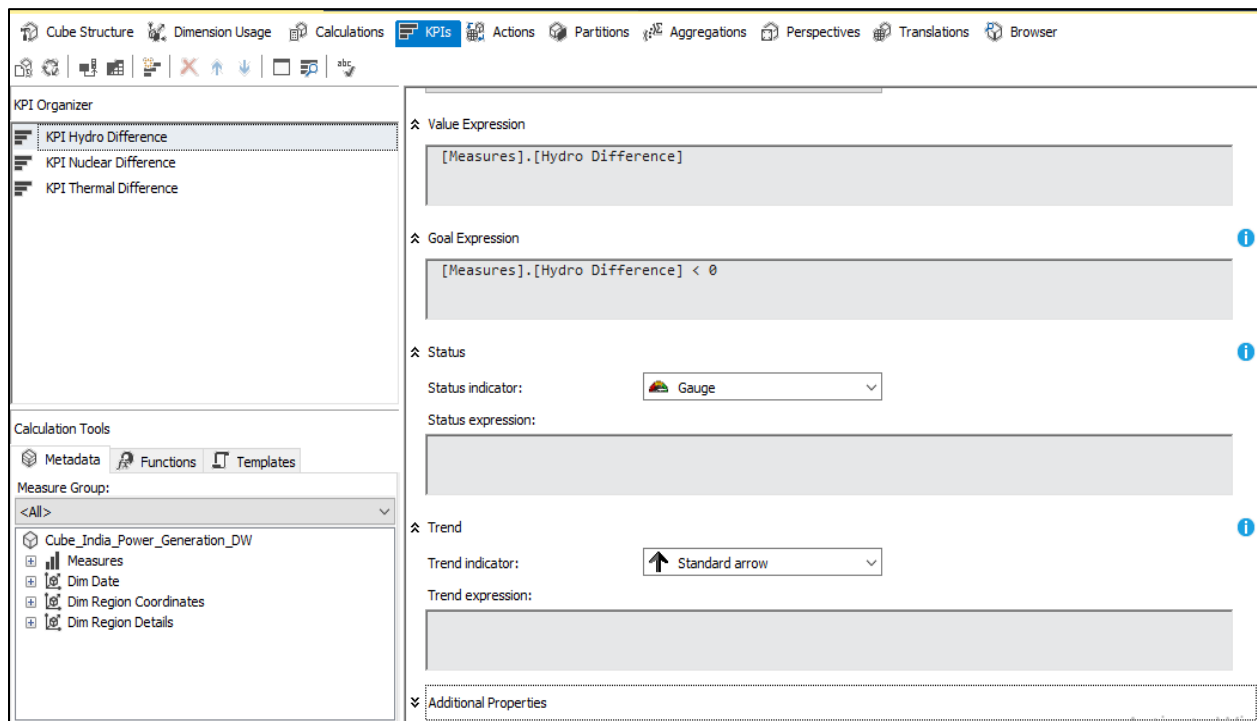 Cube Structure Dimension Usage Calculations KPIs Actions Partitions Aggregations Perspectives Translations Browser
abc
KPI Organizer
KPI Hydro Difference
KPI Nuclear Difference
KPI Thermal Difference
Calculation Tools
Metadata Functions Templates
Measure Group:
<All>
Cube_India_Power_Generation_DW
Measures
Dim Date
Dim Region Coordinates
Dim Region Details
Value Expression
[Measures].[Hydro Difference]
Goal Expression
[Measures].[Hydro Difference] < 0
Status
Status indicator:
Gauge
Status expression:
Trend
Trend indicator:
Standard arrow
Trend expression:
Additional Properties